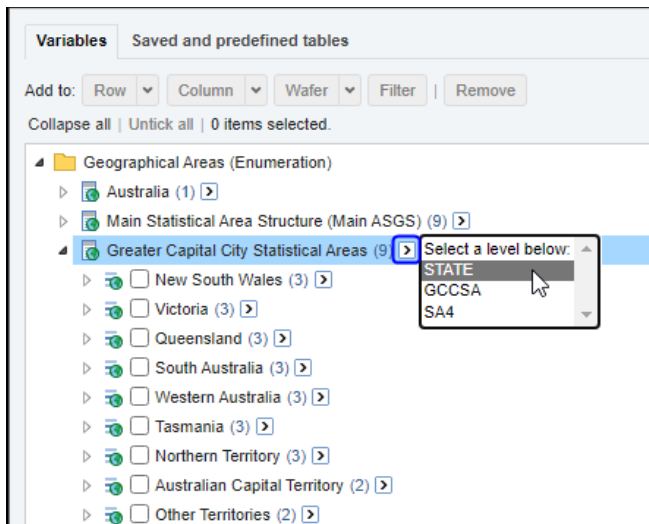 Variables Saved and predefined tables
Add to: Row Column Wafer Filter | Remove
Collapse all | Untick all | 0 items selected.
Geographical Areas (Enumeration)
Australia (1)
Main Statistical Area Structure (Main ASGS) (9)
Greater Capital City Statistical Areas (9) Select a level below:
STATE
New South Wales (3) GCCSA
Victoria (3) SA4
Queensland (3)
South Australia (3)
Western Australia (3)
Tasmania (3)
Northern Territory (3)
Australian Capital Territory (2)
Other Territories (2)